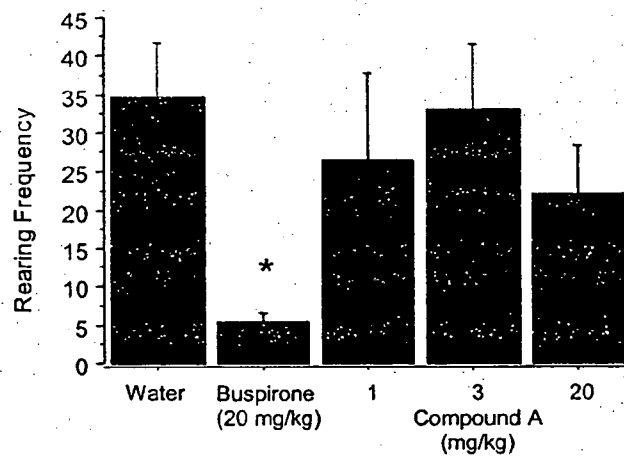 45
40
35
30
25
20
15
10
5
0
Rearing Frequency
*
Water Buspirone 1 3 20
(20 mg/kg) Compound A
(mg/kg)